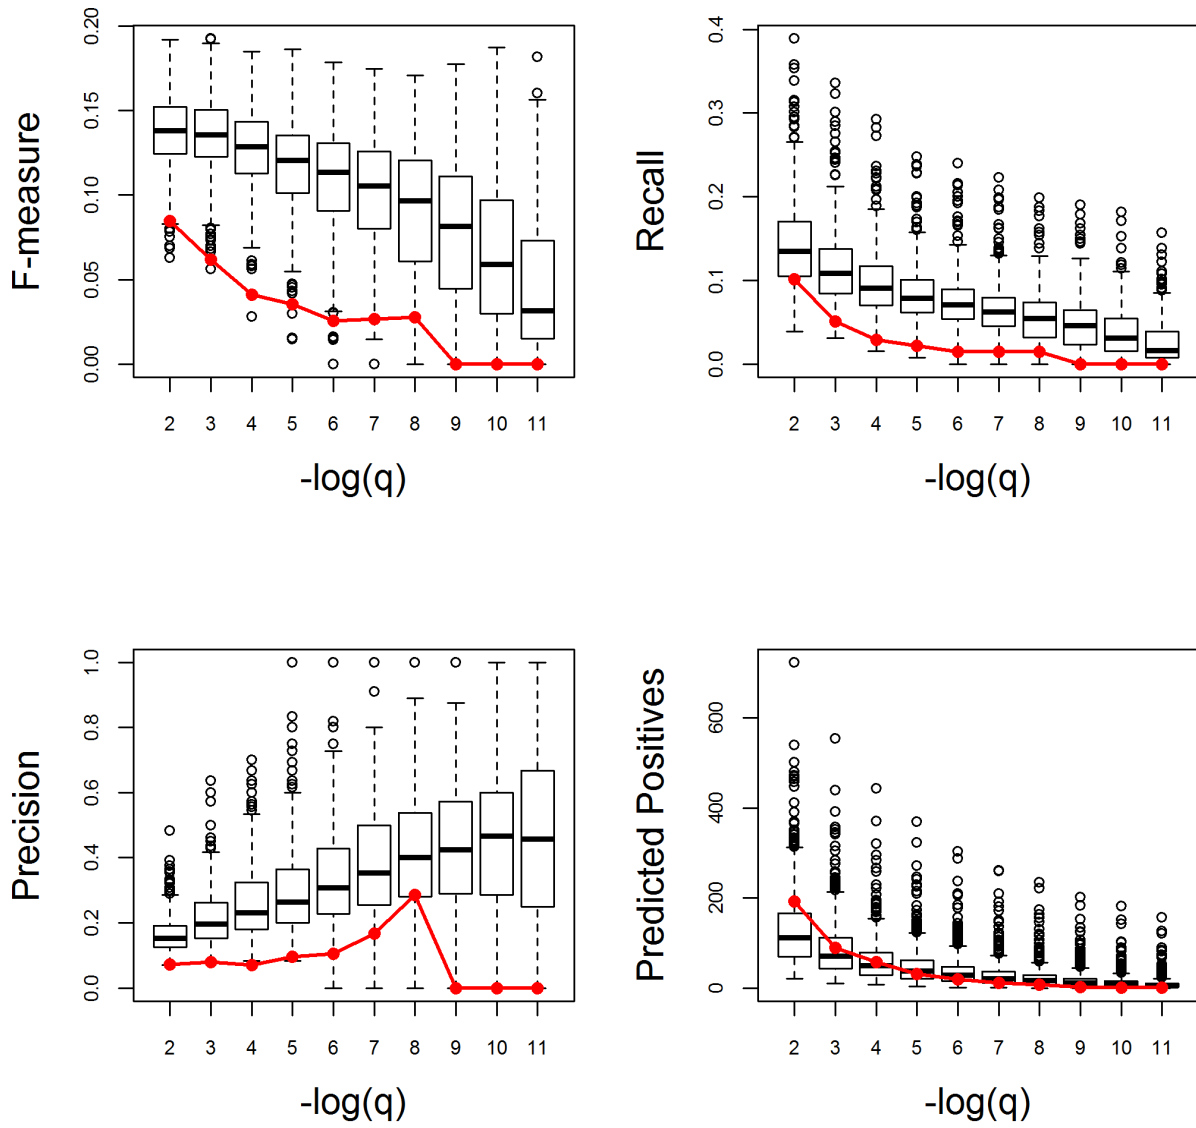 F-measure
0.00 0.05 0.10 0.15 0.20
2 3 4 5 6 7 8 9 10 11
-log(q)
Recall
0.0 0.1 0.2 0.3 0.4
2 3 4 5 6 7 8 9 10 11
-log(q)
Precision
0.0 0.2 0.4 0.6 0.8 1.0
2 3 4 5 6 7 8 9 10 11
-log(q)
Predicted Positives
0 200 400 600
2 3 4 5 6 7 8 9 10 11
-log(q)